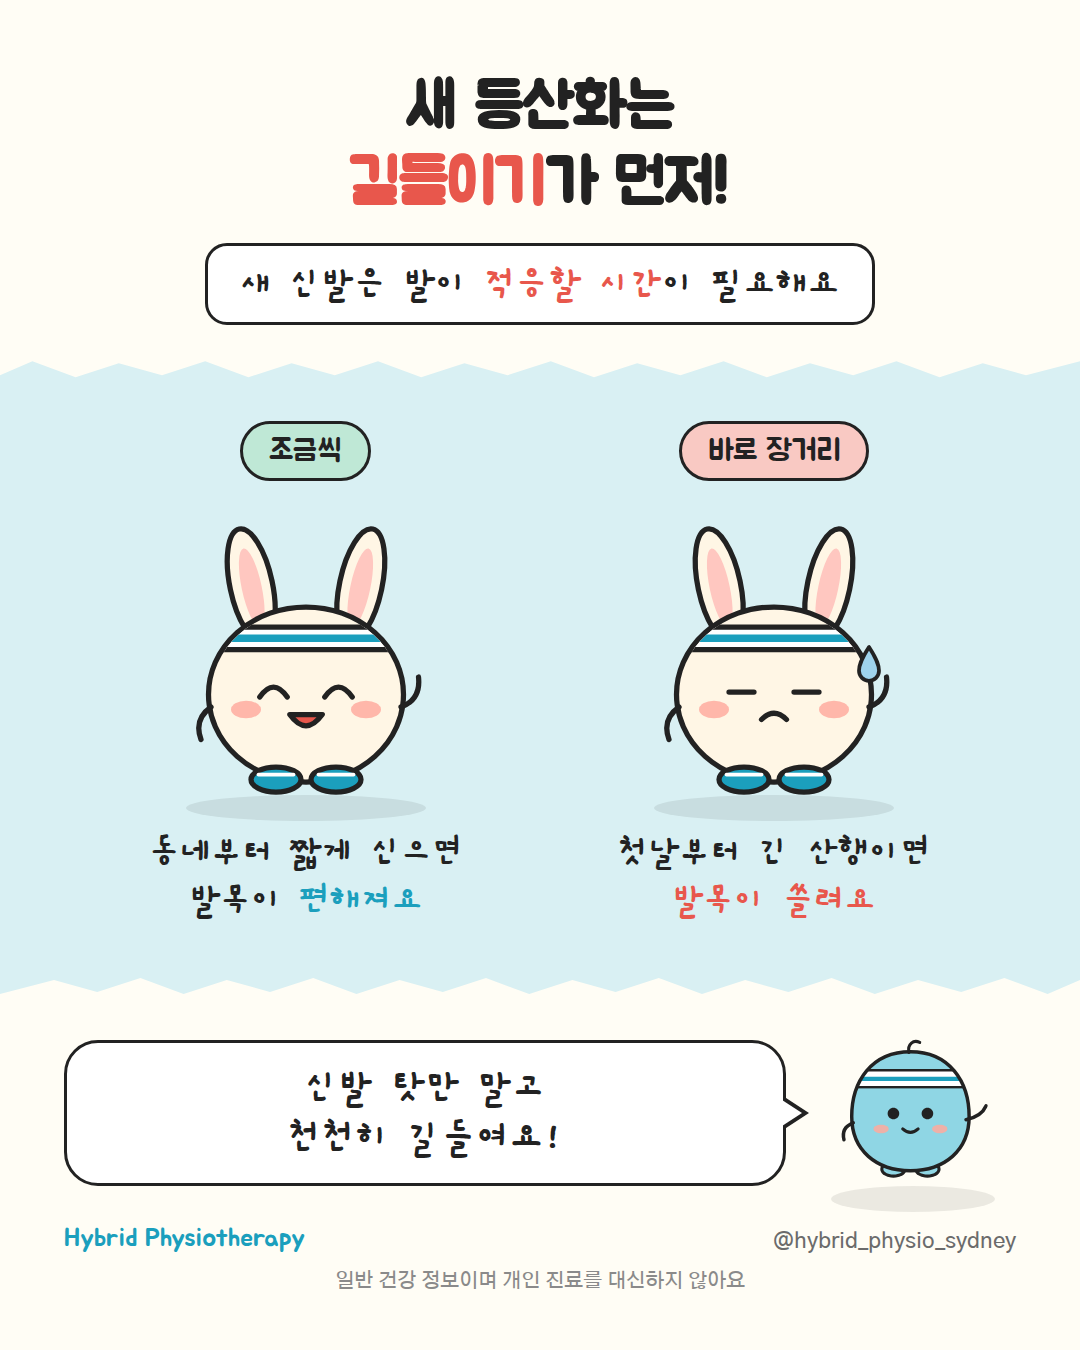 새 등산화는
길들이기가 먼저!
새 신발은 발이 적응할 시간이 필요해요
조금씩
바로 장거리
동네부터 짧게 신으면
발목이 편해져요
첫날부터 긴 산행이면
발목이 쓸려요
신발 탓만 말고
천천히 길들여요!
Hybrid Physiotherapy
@hybrid_physio_sydney
일반 건강 정보이며 개인 진료를 대신하지 않아요